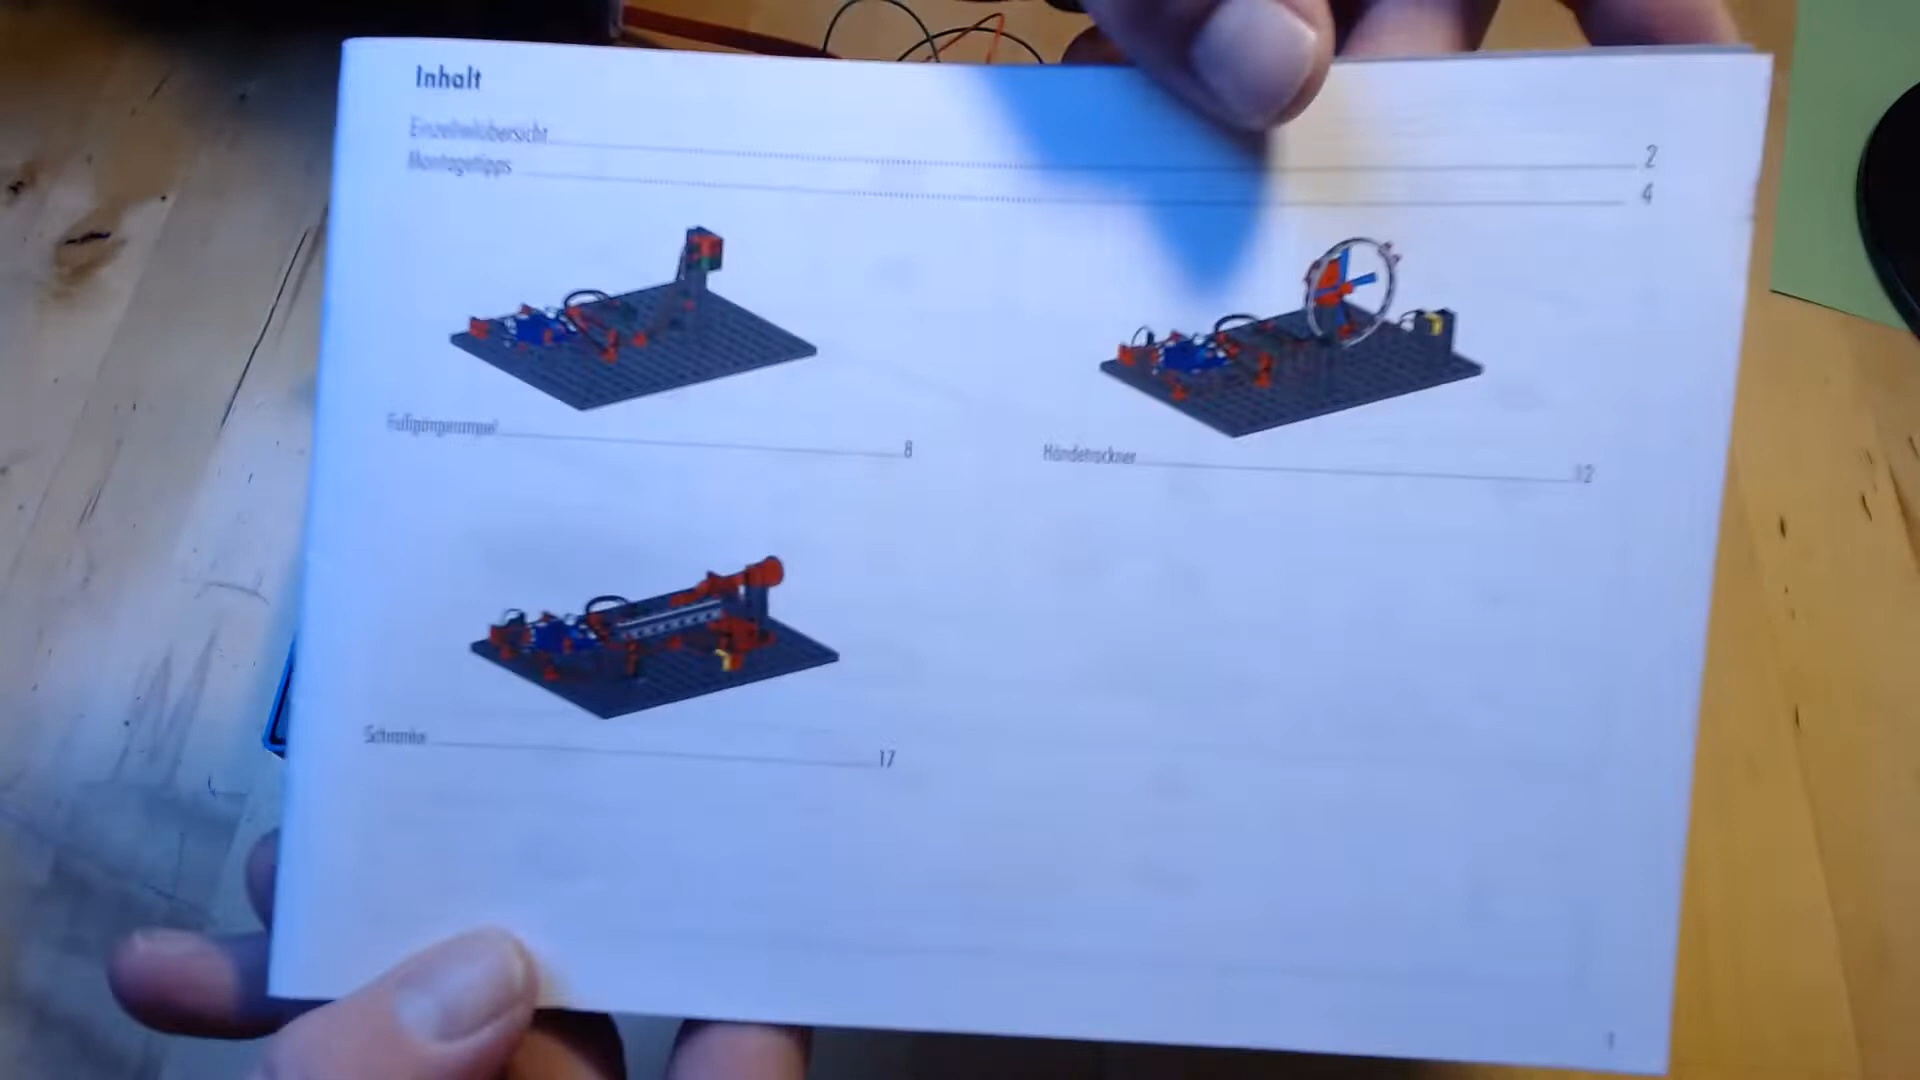 Inhalt
Einzelteilübersicht 2
Montagetipps 4
Fußgängerampel 8
Händetrockner 12
Schranke 17
1